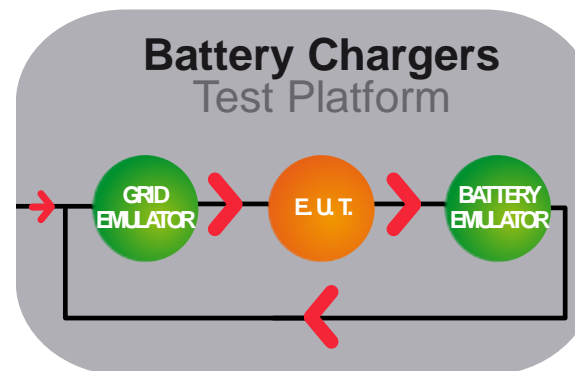 Battery Chargers
Test Platform
GRID
EMULATOR
E.U.T.
BATTERY
EMULATOR